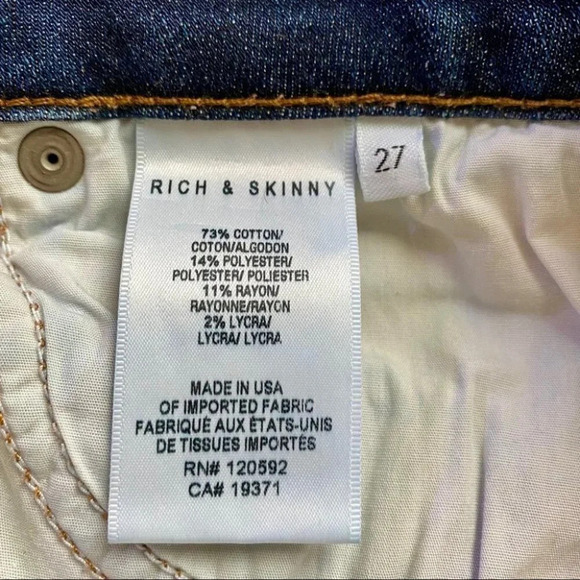 RICH & SKINNY
27
73% COTTON/
COTON/ALGODON
14% POLYESTER/
POLYESTER/ POLIESTER
11% RAYON/
RAYONNE/RAYON
2% LYCRA/
LYCRA/ LYCRA
MADE IN USA
OF IMPORTED FABRIC
FABRIQUÉ AUX ÉTATS-UNIS
DE TISSUES IMPORTÉS
RN# 120592
CA# 19371